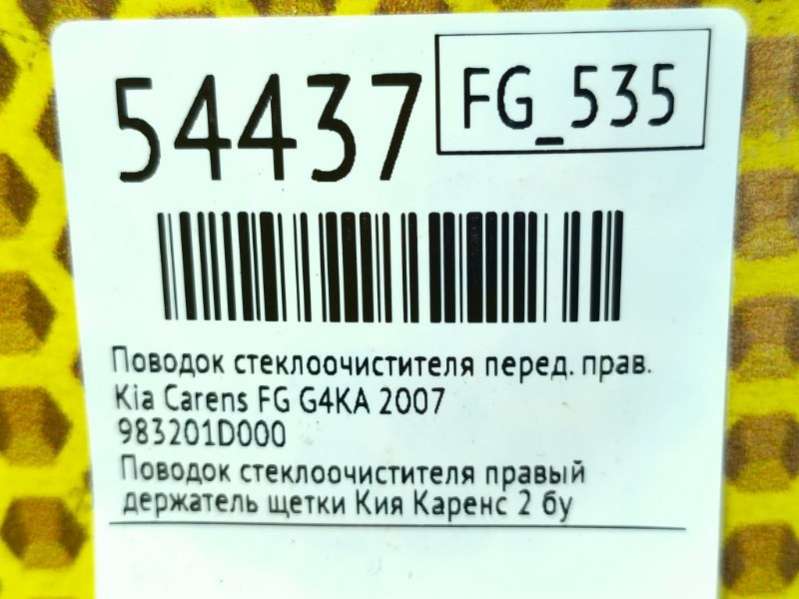 54437
FG_535
Поводок стеклоочистителя перед. прав.
Kia Carens FG G4KA 2007
983201D000
Поводок стеклоочистителя правый
держатель щетки Кия Каренс 2 бу